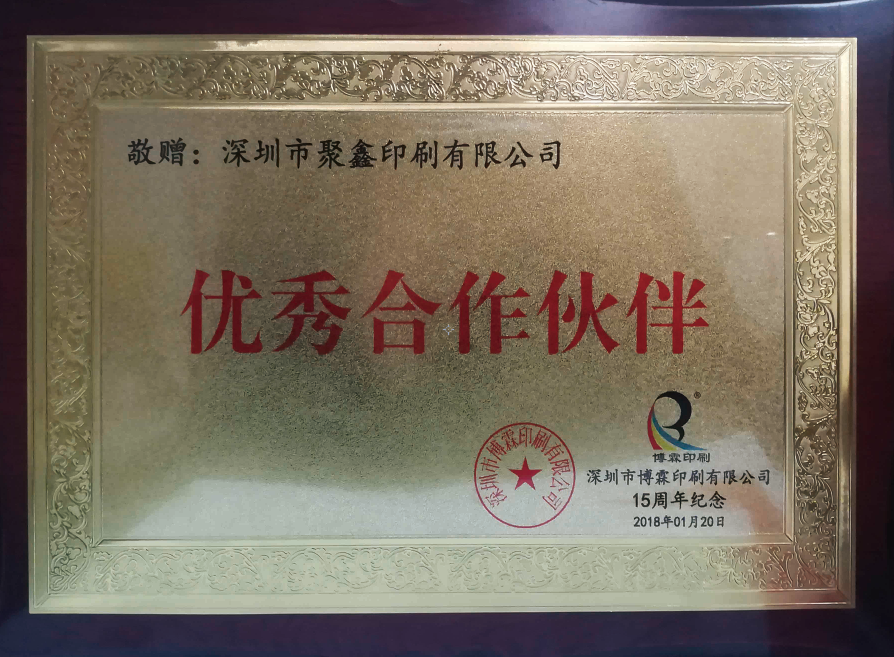 敬赠：深圳市聚鑫印刷有限公司
优秀合作伙伴
深圳市博霖印刷有限公司
R®
博霖印刷
深圳市博霖印刷有限公司
15周年纪念
2018年01月20日